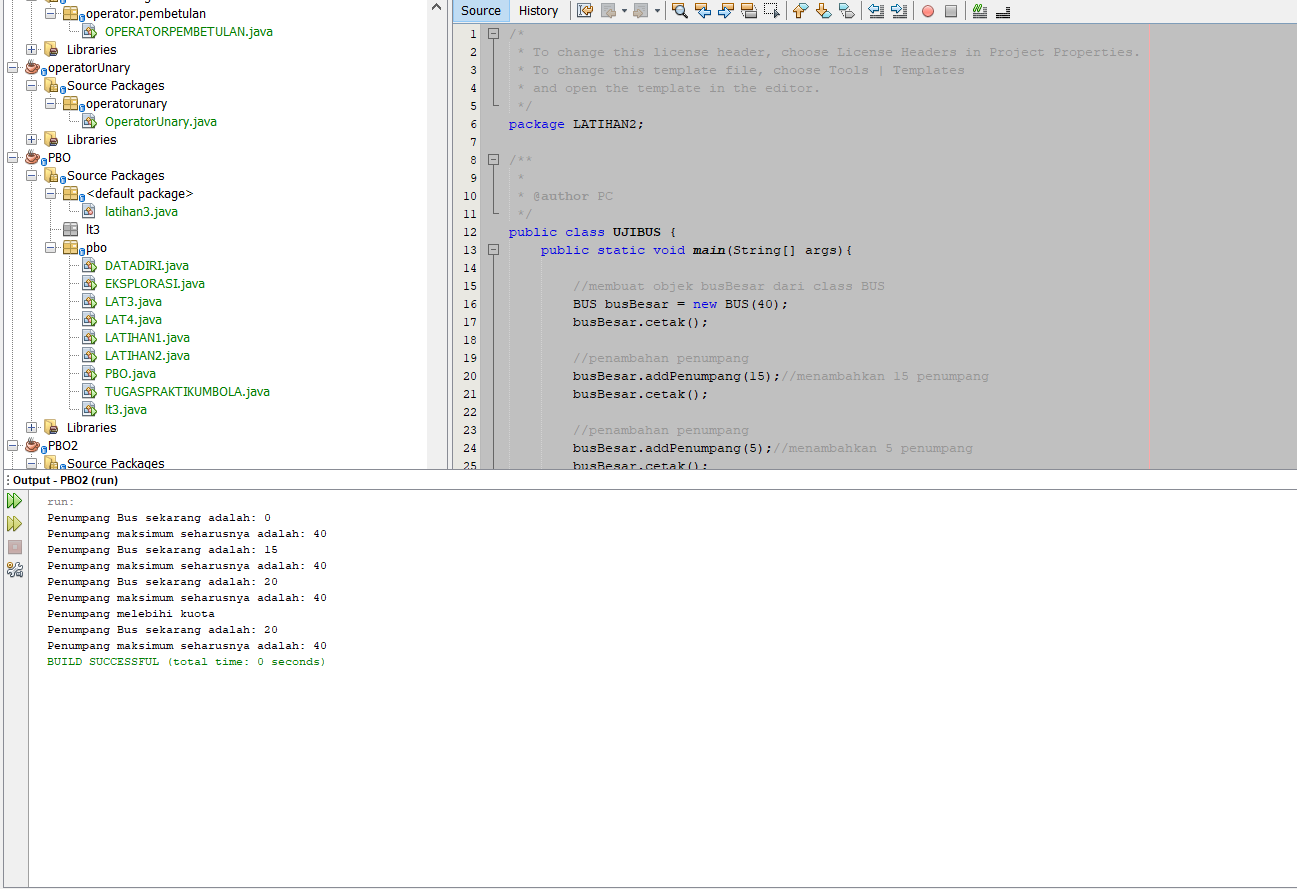 operator.pembetulan
OPERATORPEMBETULAN.java
Libraries
operatorUnary
Source Packages
operatorunary
OperatorUnary.java
Libraries
PBO
Source Packages
<default package>
latihan3.java
lt3
pbo
DATADIRI.java
EKSPLORASI.java
LAT3.java
LAT4.java
LATIHAN1.java
LATIHAN2.java
PBO.java
TUGASPRAKTIKUMBOLA.java
lt3.java
Libraries
PBO2
Source Packages
Source History
1 /*
2 * To change this license header, choose License Headers in Project Properties.
3 * To change this template file, choose Tools | Templates
4 * and open the template in the editor.
5 */
6 package LATIHAN2;
7
8 /**
9 *
10 * @author PC
11 */
12 public class UJIBUS {
13 public static void main(String[] args){
14
15 //membuat objek busBesar dari class BUS
16 BUS busBesar = new BUS(40);
17 busBesar.cetak();
18
19 //penambahan penumpang
20 busBesar.addPenumpang(15);//menambahkan 15 penumpang
21 busBesar.cetak();
22
23 //penambahan penumpang
24 busBesar.addPenumpang(5);//menambahkan 5 penumpang
25 busBesar.cetak();
Output - PBO2 (run)
run:
Penumpang Bus sekarang adalah: 0
Penumpang maksimum seharusnya adalah: 40
Penumpang Bus sekarang adalah: 15
Penumpang maksimum seharusnya adalah: 40
Penumpang Bus sekarang adalah: 20
Penumpang maksimum seharusnya adalah: 40
Penumpang melebihi kuota
Penumpang Bus sekarang adalah: 20
Penumpang maksimum seharusnya adalah: 40
BUILD SUCCESSFUL (total time: 0 seconds)